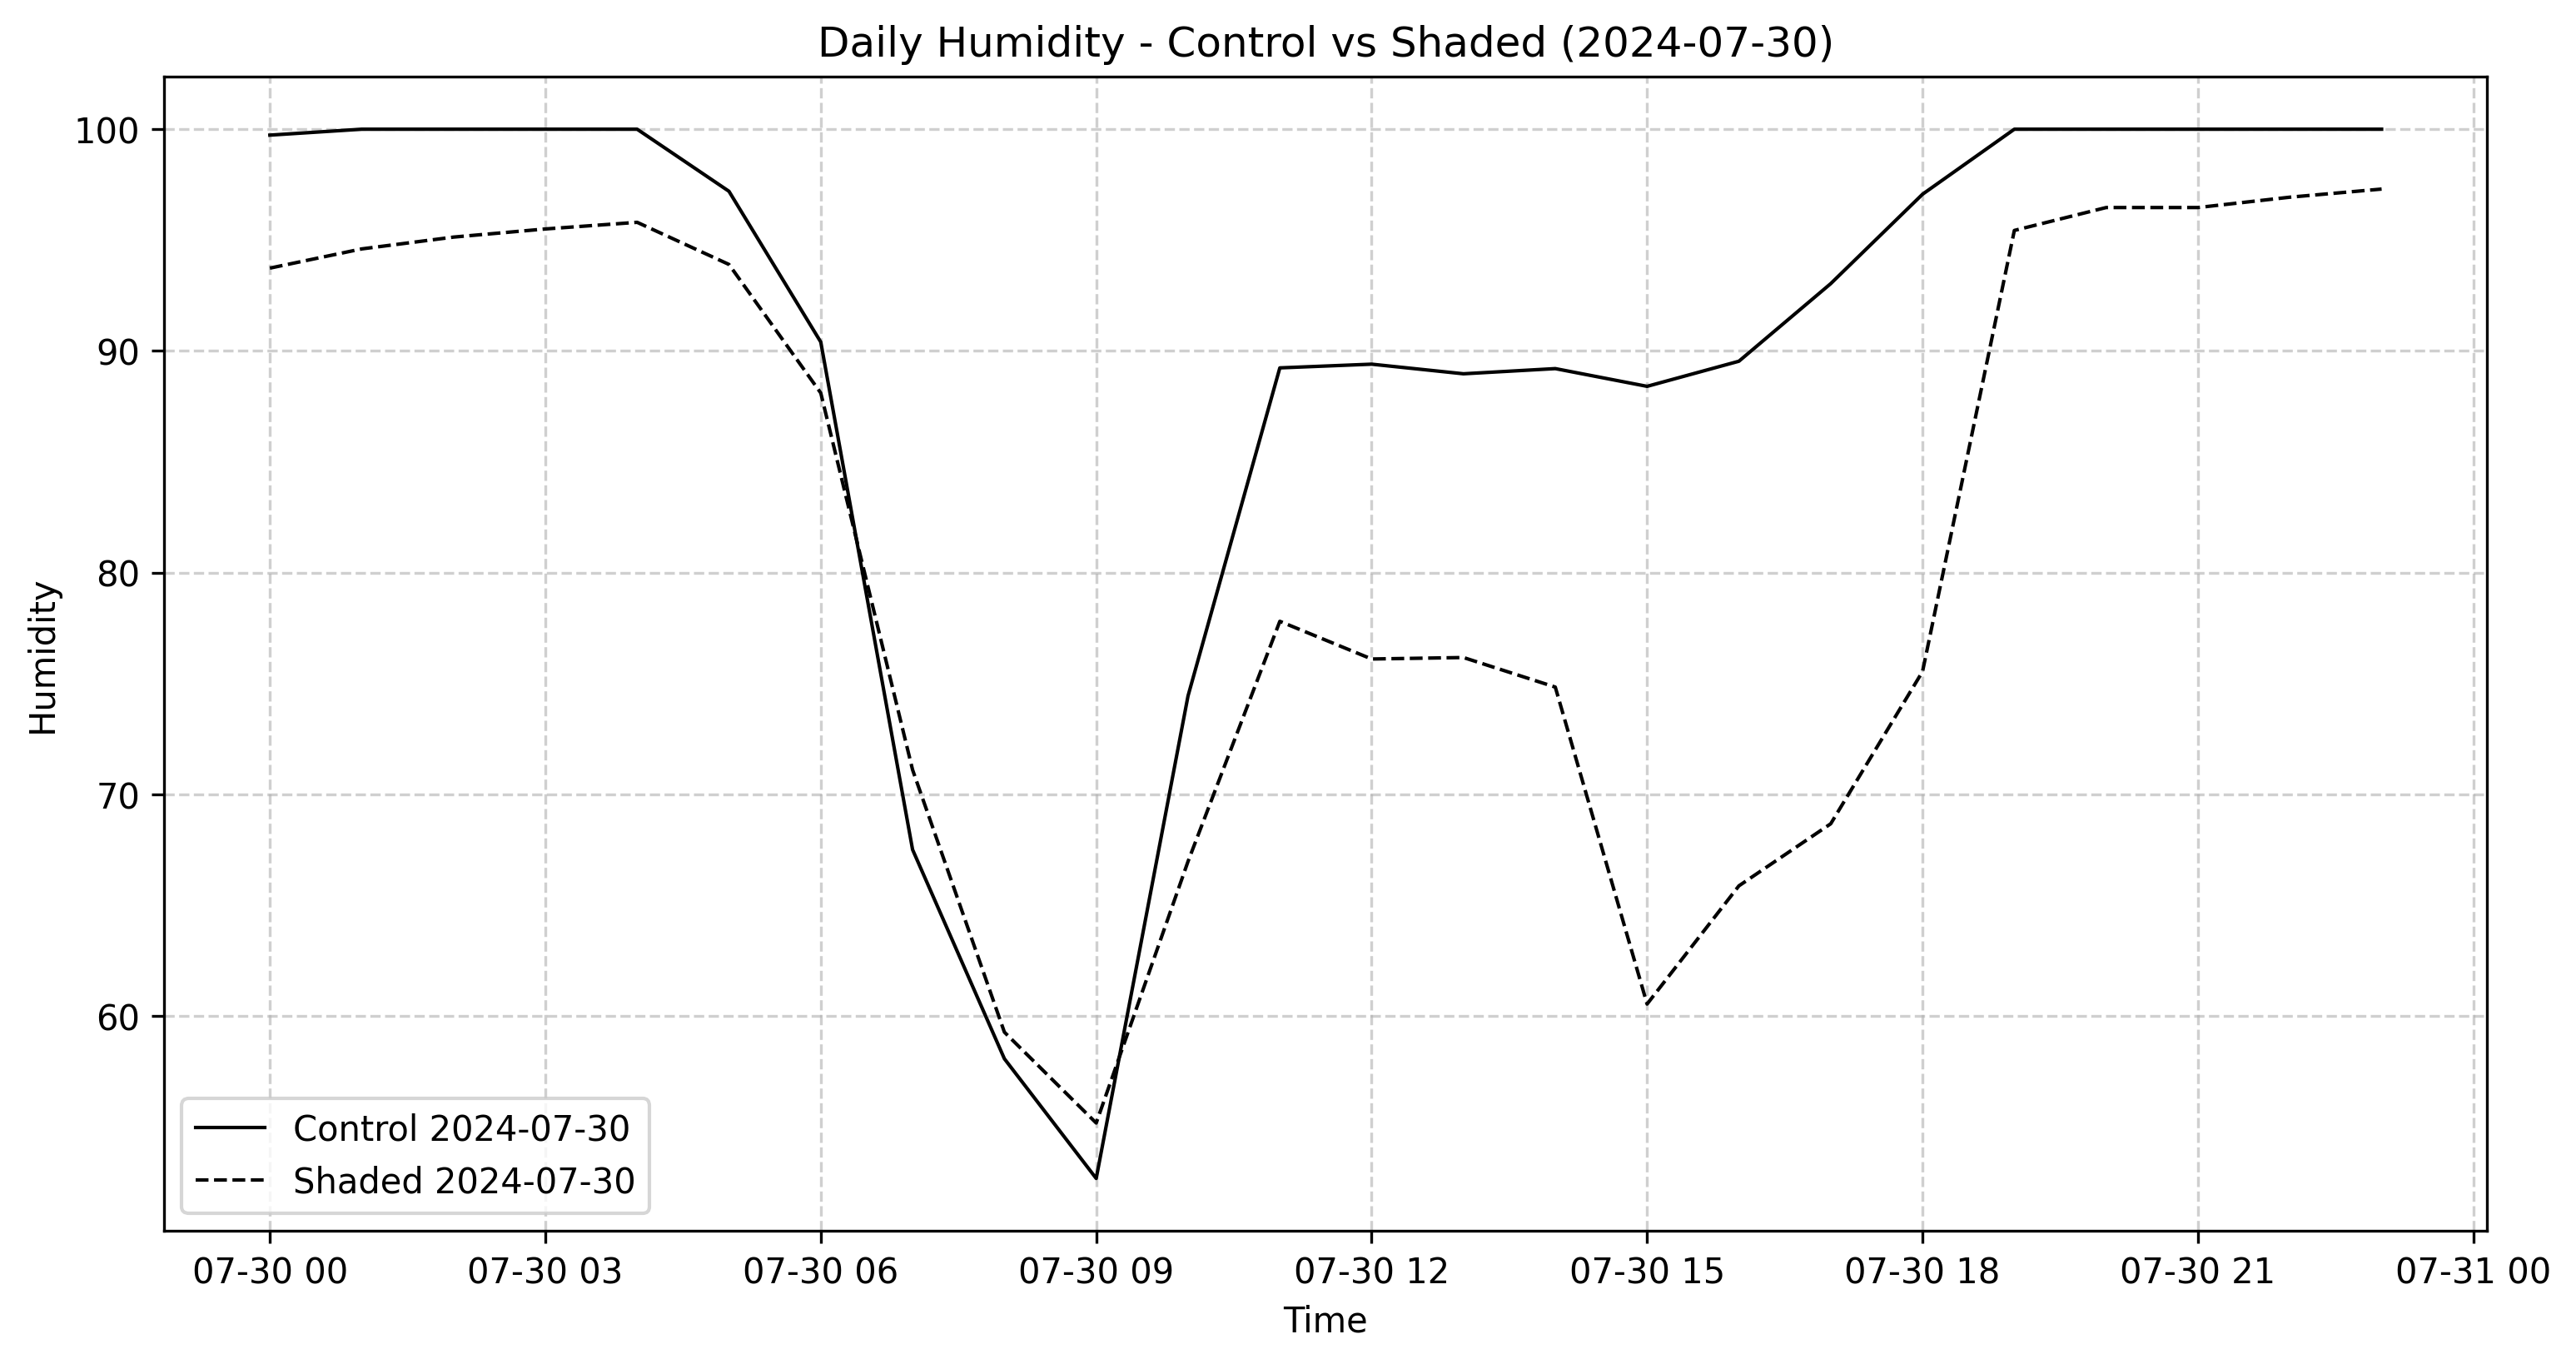 Daily Humidity - Control vs Shaded (2024-07-30)
100
90
80
70
60
Humidity
Control 2024-07-30
Shaded 2024-07-30
07-30 00 07-30 03 07-30 06 07-30 09 07-30 12 07-30 15 07-30 18 07-30 21 07-31 00
Time